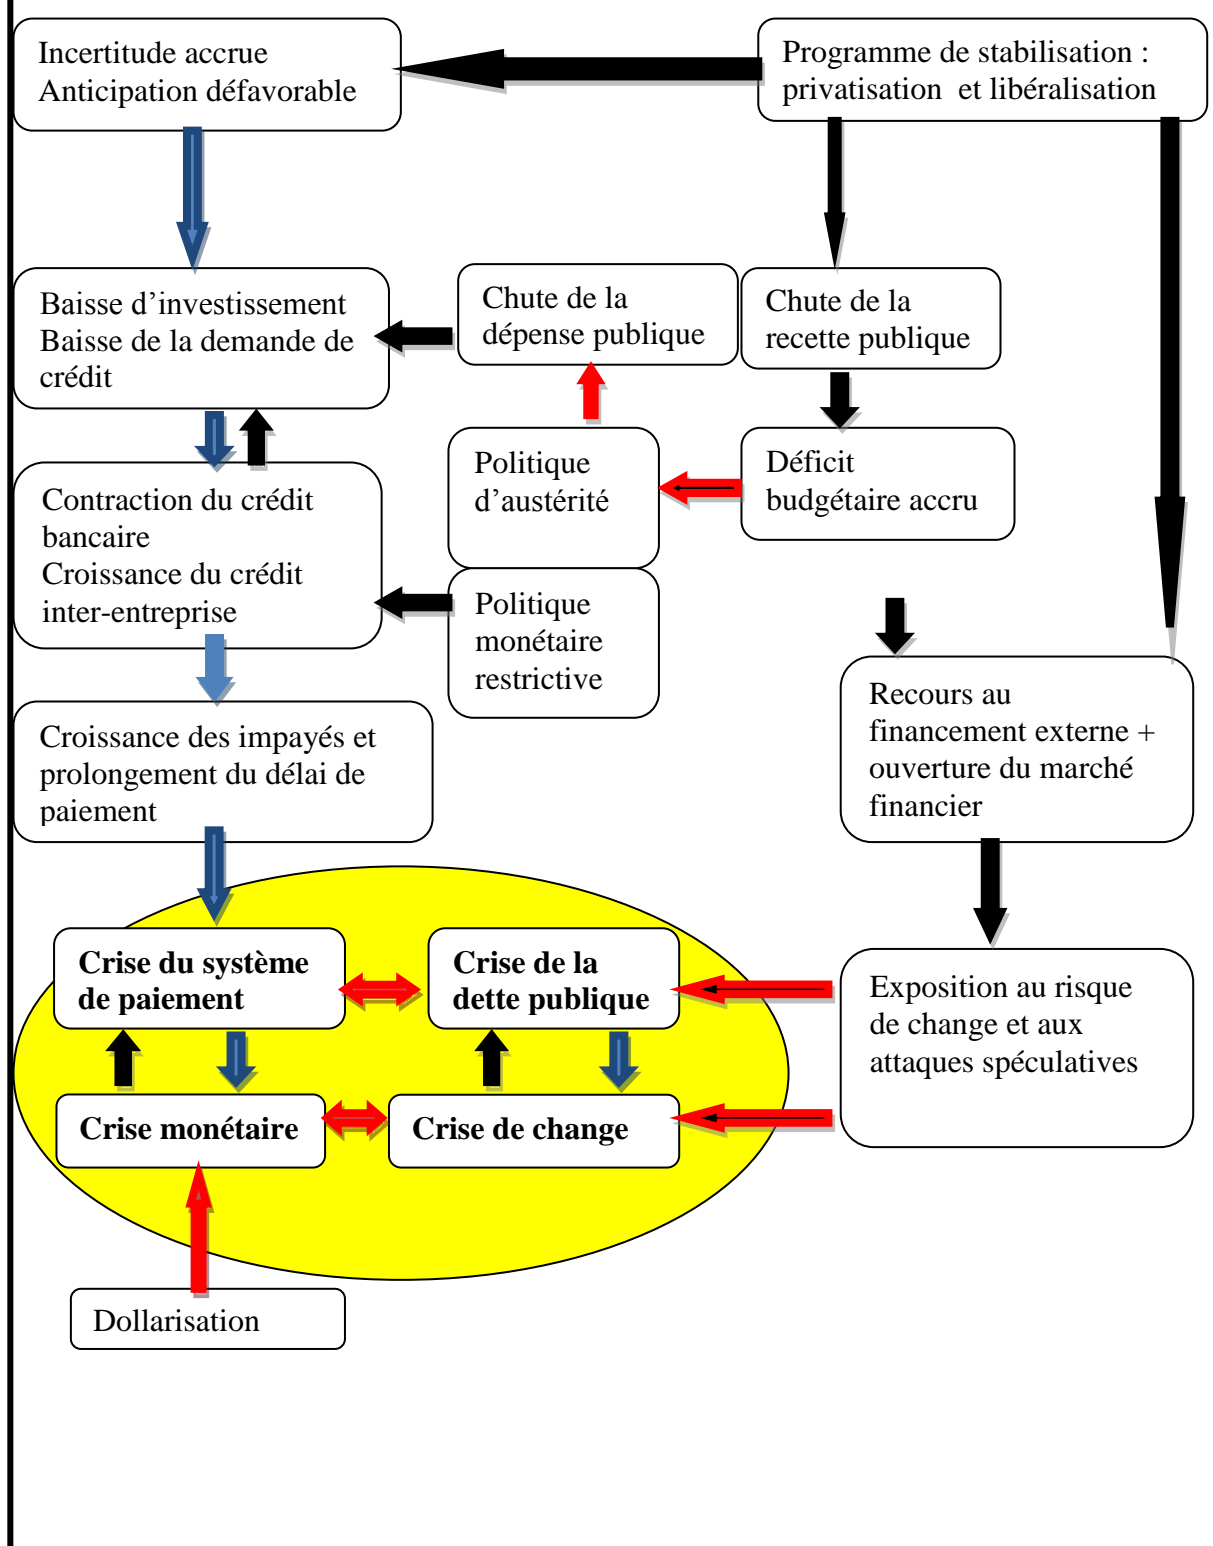 Incertitude accrue
Anticipation défavorable
Programme de stabilisation :
privatisation et libéralisation
Baisse d’investissement
Baisse de la demande de
crédit
Chute de la
dépense publique
Chute de la
recette publique
Contraction du crédit
bancaire
Croissance du crédit
inter-entreprise
Politique
d’austérité
Déficit
budgétaire accru
Politique
monétaire
restrictive
Recours au
financement externe +
ouverture du marché
financier
Croissance des impayés et
prolongement du délai de
paiement
Crise du système
de paiement
Crise de la
dette publique
Exposition au risque
de change et aux
attaques spéculatives
Crise monétaire
Crise de change
Dollarisation